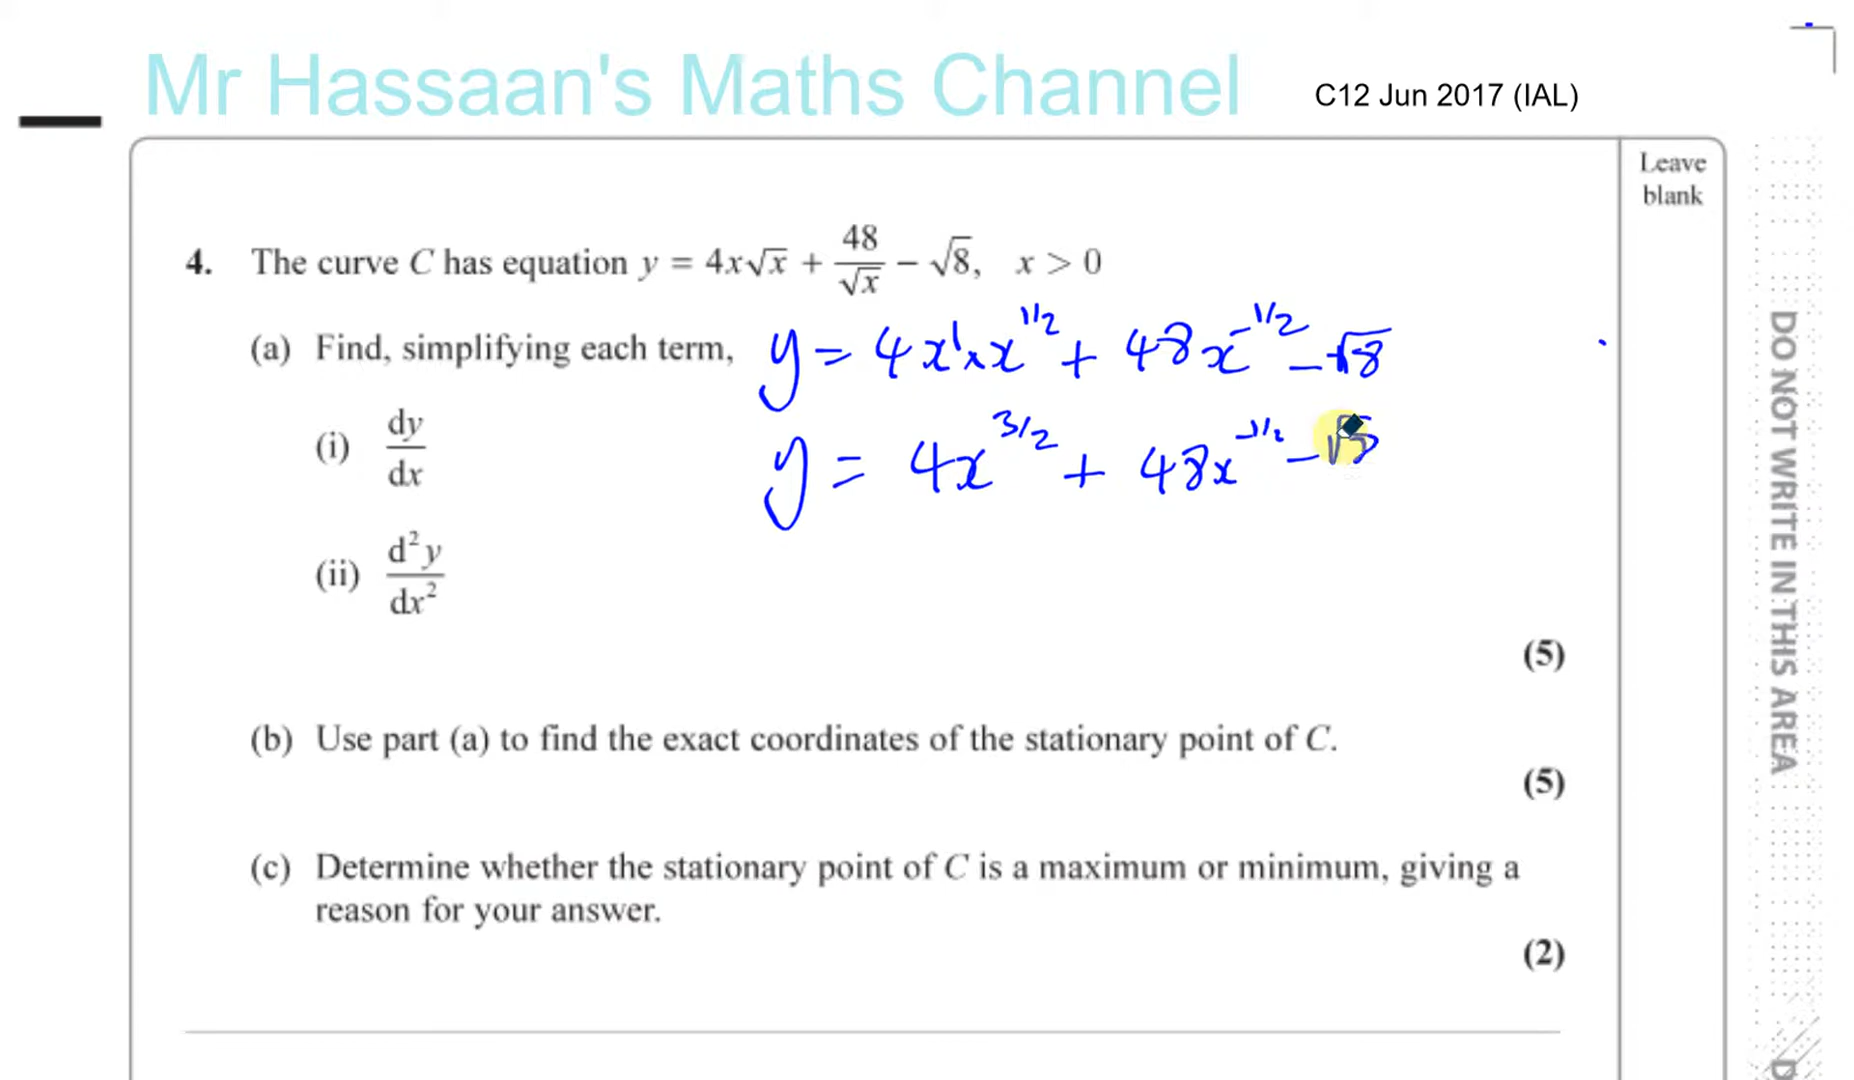 Mr Hassaan's Maths Channel
C12 Jun 2017 (IAL)
Leave
blank
4. The curve C has equation y = 4x√x + 48/√x − √8, x > 0
(a) Find, simplifying each term,
y = 4x¹ × x^1/2 + 48x^-1/2 − √8
(i) dy/dx
y = 4x^3/2 + 48x^-1/2 − √8
(ii) d²y/dx²
(5)
(b) Use part (a) to find the exact coordinates of the stationary point of C.
(5)
(c) Determine whether the stationary point of C is a maximum or minimum, giving a
reason for your answer.
(2)
DO NOT WRITE IN THIS AREA
D